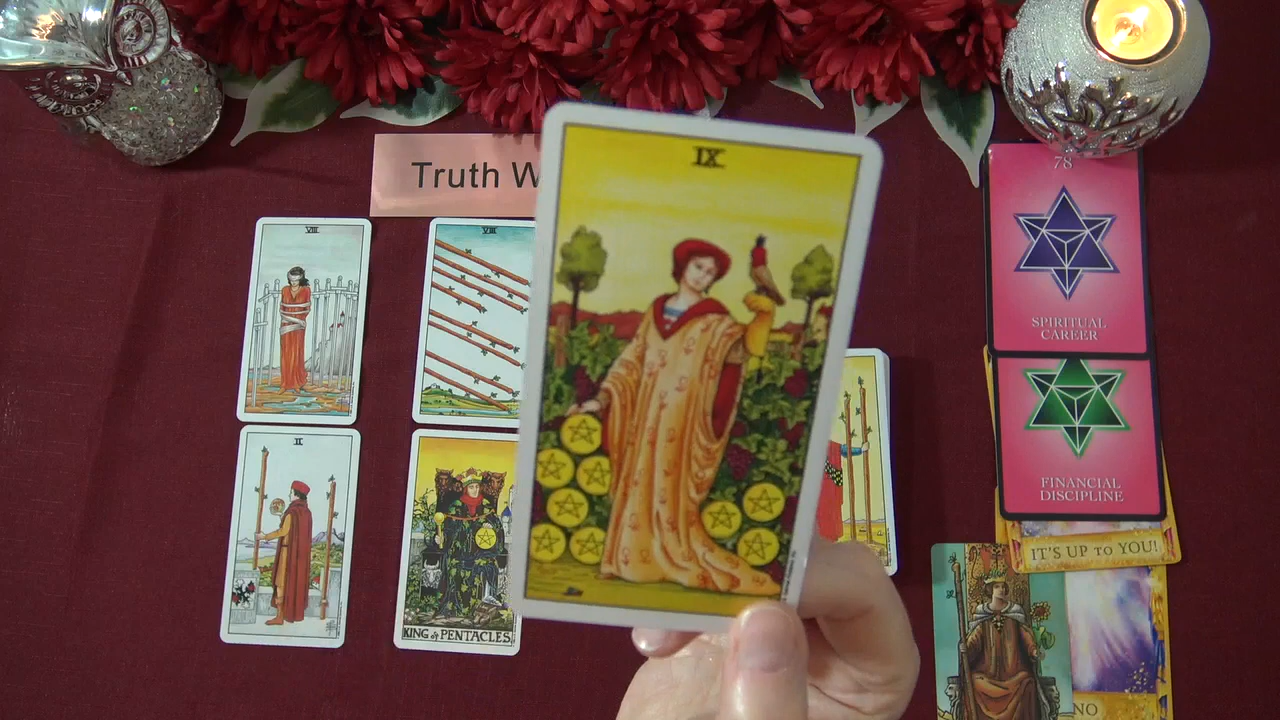 Truth W
VIII
VIII
IX
78
SPIRITUAL
CAREER
II
FINANCIAL
DISCIPLINE
IT'S UP TO YOU!
KING of PENTACLES
NO